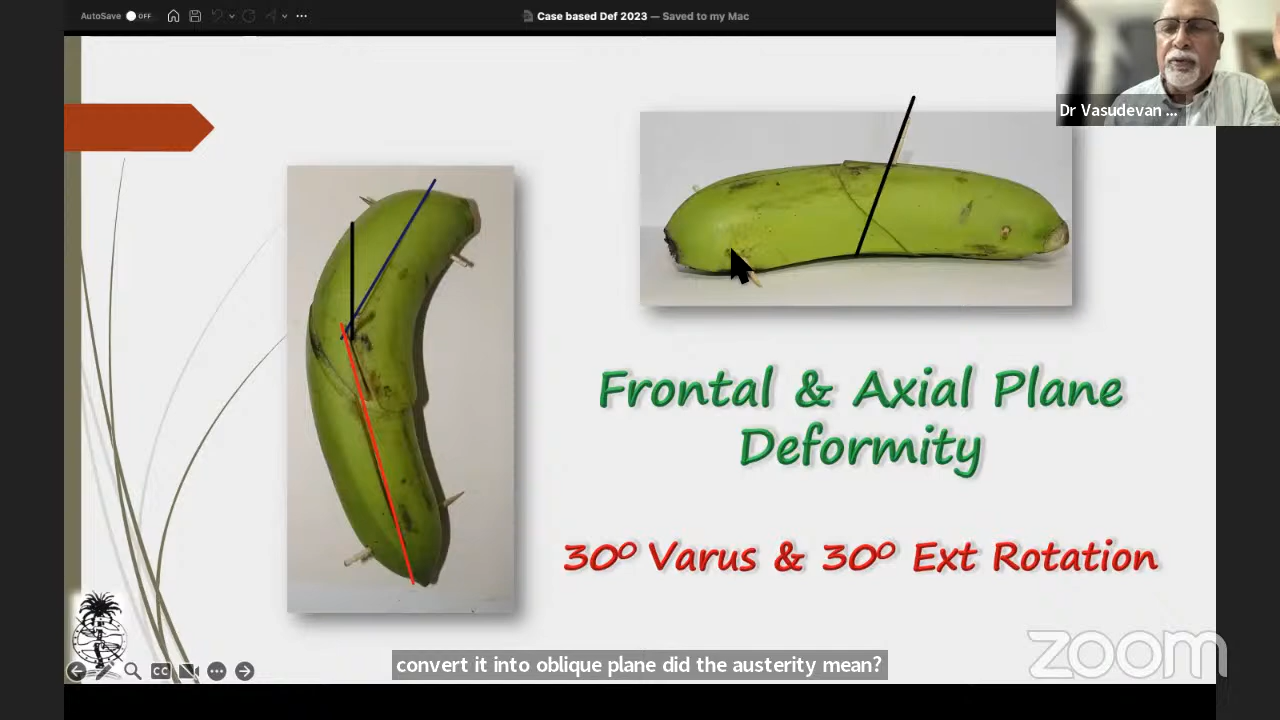 AutoSave OFF
Case based Def 2023 — Saved to my Mac
Dr Vasudevan ...
Frontal & Axial Plane
Deformity
30⁰ Varus & 30⁰ Ext Rotation
convert it into oblique plane did the austerity mean?
CC
zoom